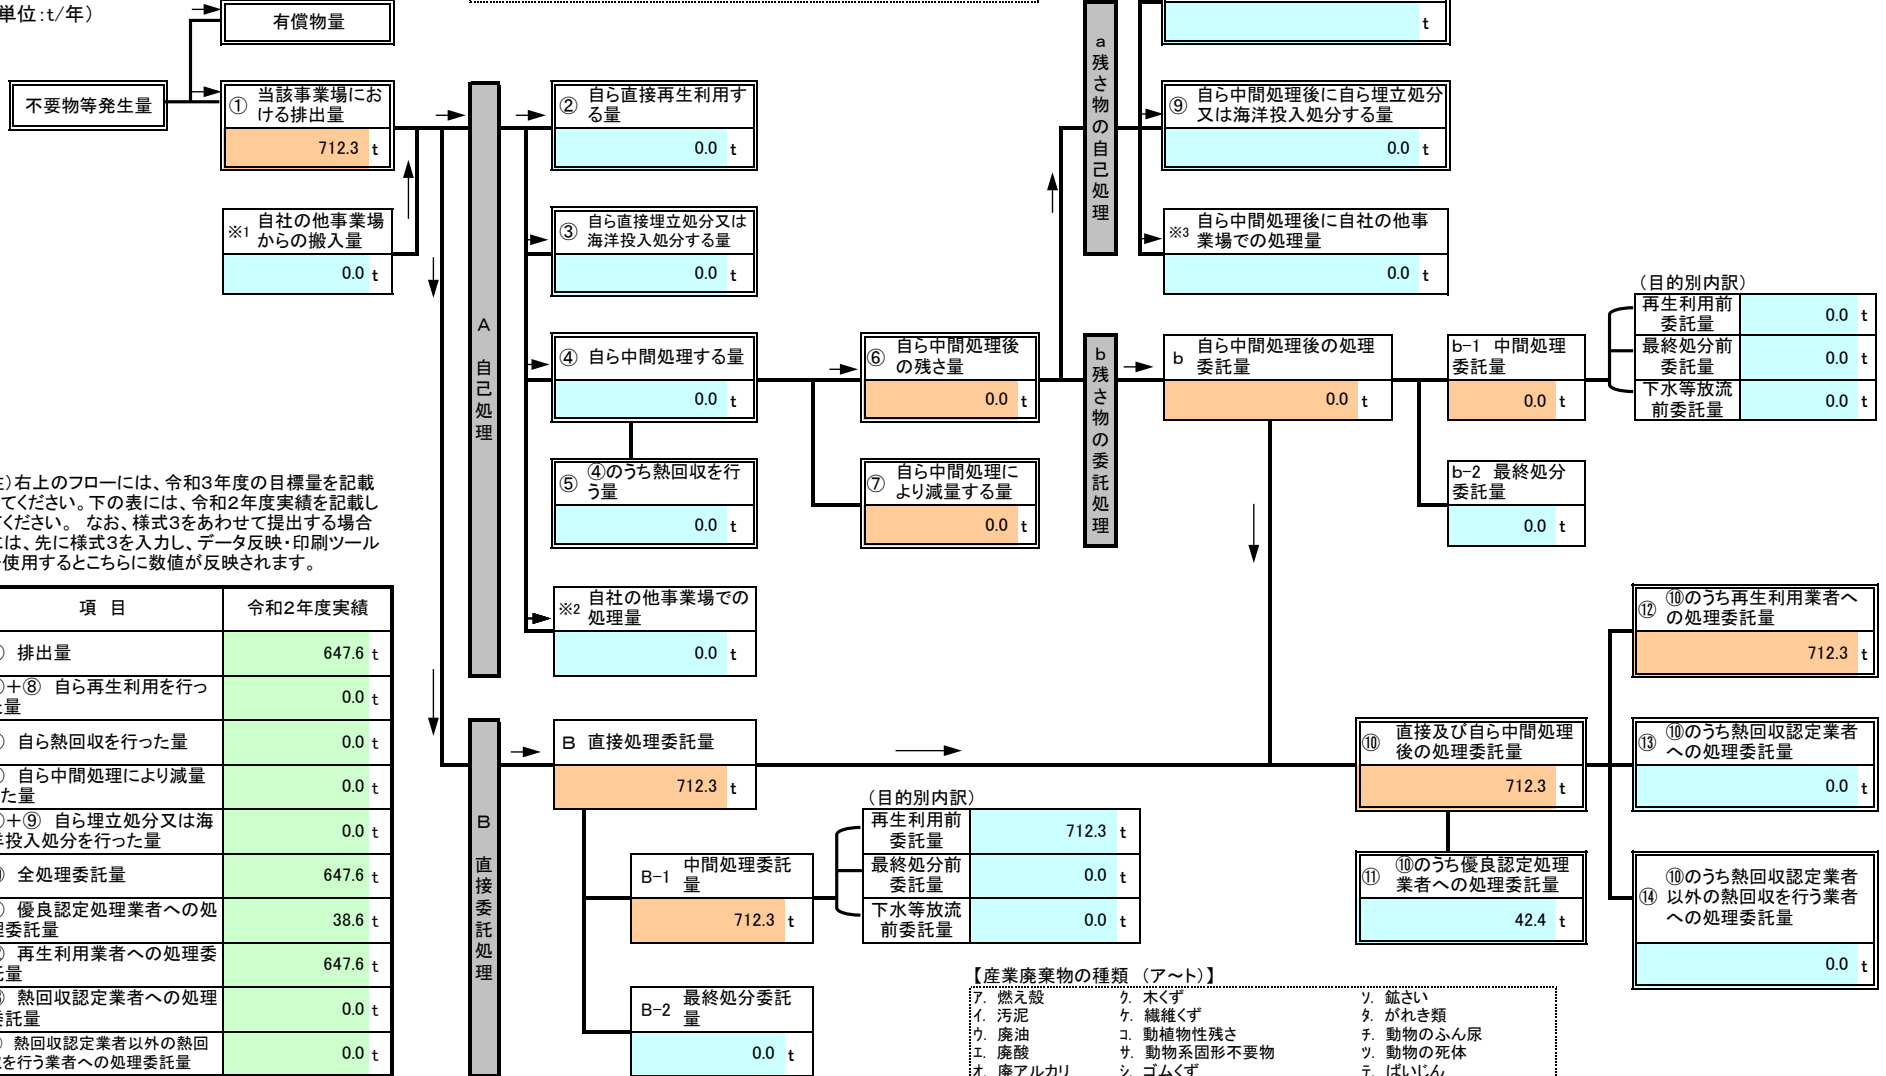 単位:t/年)
有償物量
不要物等発生量
① 当該事業場にお
ける排出量
712.3 t
※1 自社の他事業場
からの搬入量
0.0 t
A 自己処理
② 自ら直接再生利用す
る量
0.0 t
③ 自ら直接埋立処分又は
海洋投入処分する量
0.0 t
④ 自ら中間処理する量
0.0 t
⑤ ④のうち熱回収を行
う量
0.0 t
※2 自社の他事業場での
処理量
0.0 t
⑥ 自ら中間処理後
の残さ量
0.0 t
⑦ 自ら中間処理に
より減量する量
0.0 t
a 残さ物の自己処理
t
⑨ 自ら中間処理後に自ら埋立処分
又は海洋投入処分する量
0.0 t
※3 自ら中間処理後に自社の他事
業場での処理量
0.0 t
b 残さ物の委託処理
b 自ら中間処理後の処理
委託量
0.0 t
b-1 中間処理
委託量
0.0 t
b-2 最終処分
委託量
0.0 t
(目的別内訳)
再生利用前
委託量
0.0 t
最終処分前
委託量
0.0 t
下水等放流
前委託量
0.0 t
)右上のフローには、令和3年度の目標量を記載
てください。下の表には、令和2年度実績を記載し
ください。 なお、様式3をあわせて提出する場合
は、先に様式3を入力し、データ反映・印刷ツール
使用するとこちらに数値が反映されます。
項 目 令和2年度実績
) 排出量 647.6 t
)+⑧ 自ら再生利用を行っ
量 0.0 t
) 自ら熱回収を行った量 0.0 t
) 自ら中間処理により減量
た量 0.0 t
)+⑨ 自ら埋立処分又は海
投入処分を行った量 0.0 t
) 全処理委託量 647.6 t
) 優良認定処理業者への処
委託量 38.6 t
) 再生利用業者への処理委
量 647.6 t
) 熱回収認定業者への処理
託量 0.0 t
) 熱回収認定業者以外の熱回
を行う業者への処理委託量 0.0 t
B 直接委託処理
B 直接処理委託量
712.3 t
B-1 中間処理委託
量
712.3 t
B-2 最終処分委託
量
0.0 t
(目的別内訳)
再生利用前
委託量
712.3 t
最終処分前
委託量
0.0 t
下水等放流
前委託量
0.0 t
⑩ 直接及び自ら中間処理
後の処理委託量
712.3 t
⑪ ⑩のうち優良認定処理
業者への処理委託量
42.4 t
⑫ ⑩のうち再生利用業者へ
の処理委託量
712.3 t
⑬ ⑩のうち熱回収認定業者
への処理委託量
0.0 t
⑭ ⑩のうち熱回収認定業者
以外の熱回収を行う業者
への処理委託量
0.0 t
【産業廃棄物の種類 (ア~ト)】
ア. 燃え殻 ク. 木くず ソ. 鉱さい
イ. 汚泥 ケ. 繊維くず タ. がれき類
ウ. 廃油 コ. 動植物性残さ チ. 動物のふん尿
エ. 廃酸 サ. 動物系固形不要物 ツ. 動物の死体
オ. 廃アルカリ シ. ゴムくず テ. ばいじん